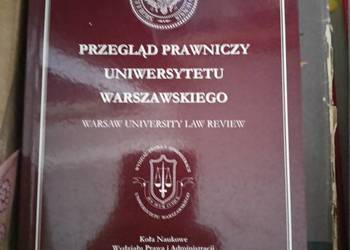 PRZEGLĄD PRAWNICZY
UNIWERSYTETU
WARSZAWSKIEGO
WARSAW UNIVERSITY LAW REVIEW
Koła Naukowe
Wydziału Prawa i Administracji